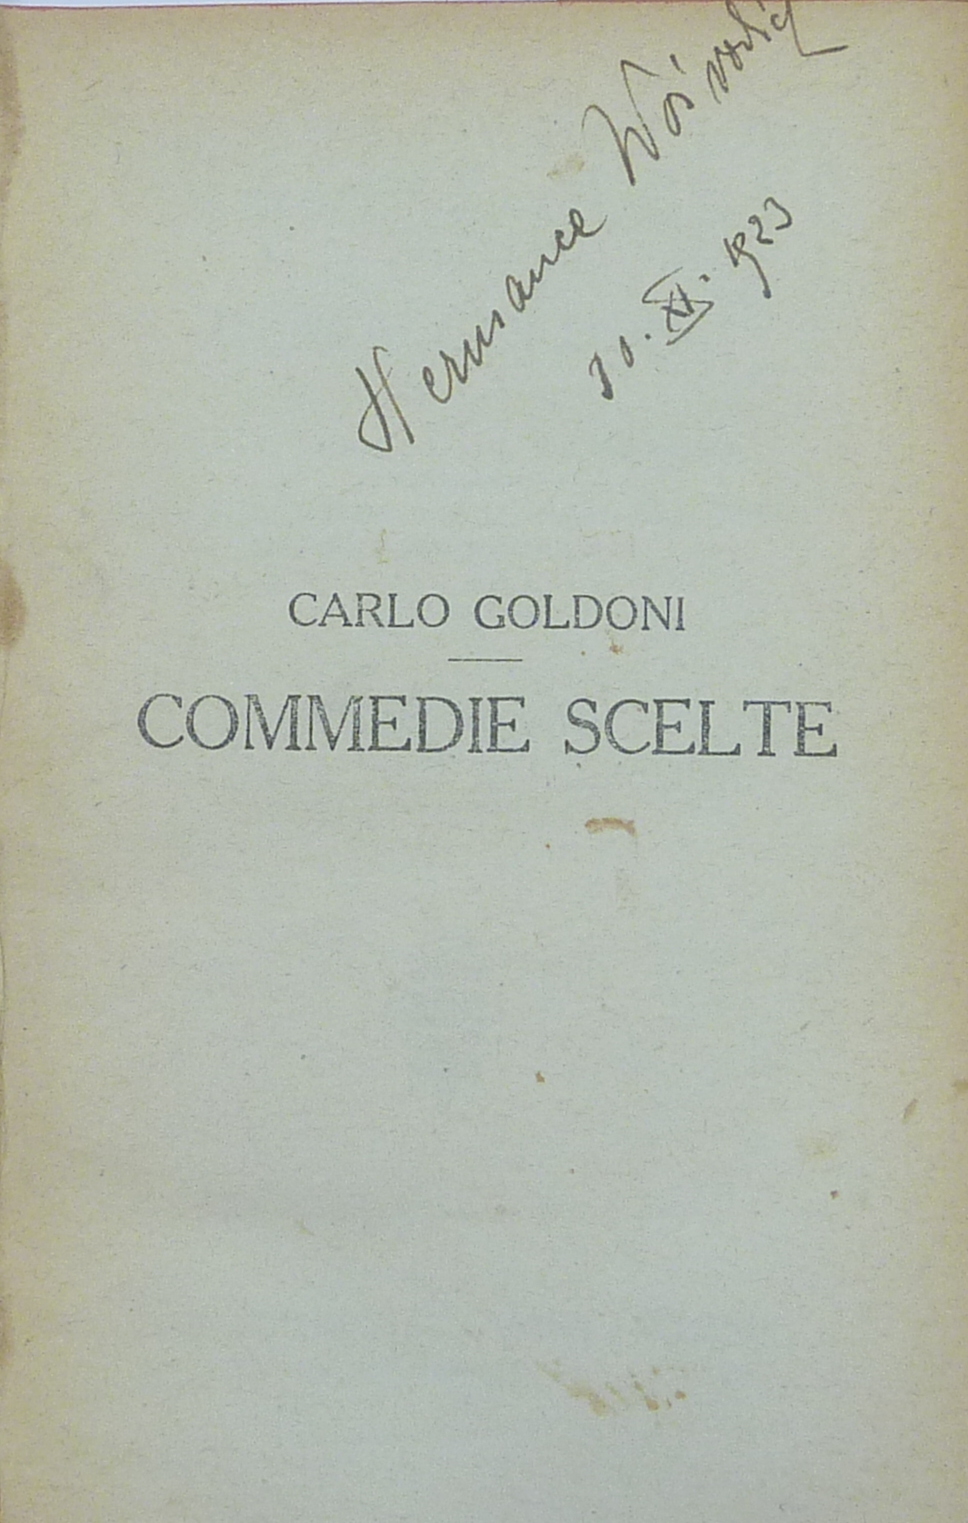 Hermance
10. XI. 1923
CARLO GOLDONI
COMMEDIE SCELTE